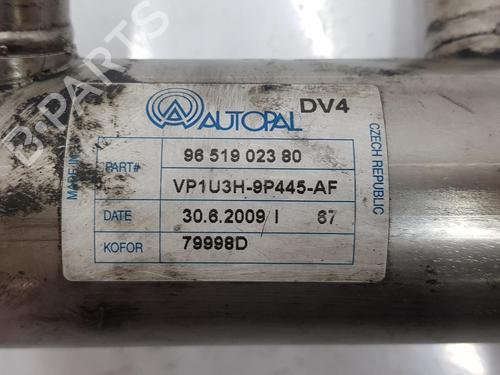 AUTOPAL
DV4
MADE IN
CZECH REPUBLIC
PART#
96 519 023 80
VP1U3H-9P445-AF
DATE
30.6.2009 / I 67
KOFOR
79998D
B-PARTS